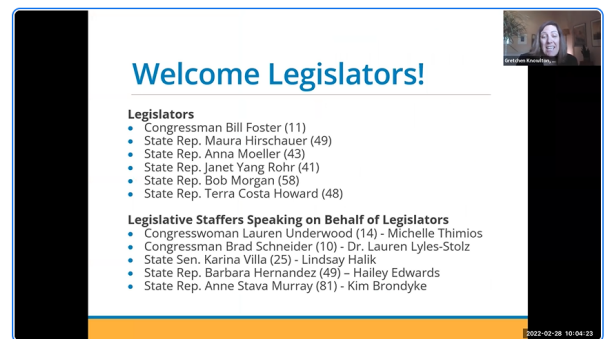 Gretchen Knowlton, ...
Welcome Legislators!
Legislators
• Congressman Bill Foster (11)
• State Rep. Maura Hirschauer (49)
• State Rep. Anna Moeller (43)
• State Rep. Janet Yang Rohr (41)
• State Rep. Bob Morgan (58)
• State Rep. Terra Costa Howard (48)
Legislative Staffers Speaking on Behalf of Legislators
• Congresswoman Lauren Underwood (14) - Michelle Thimios
• Congressman Brad Schneider (10) - Dr. Lauren Lyles-Stolz
• State Sen. Karina Villa (25) - Lindsay Halik
• State Rep. Barbara Hernandez (49) – Hailey Edwards
• State Rep. Anne Stava Murray (81) - Kim Brondyke
2022-02-28 10:04:23